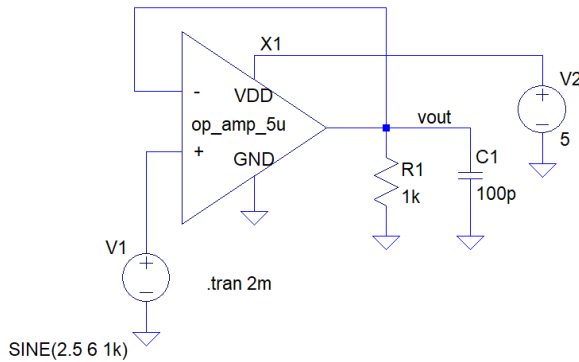 X1
V2
-
VDD
+
op_amp_5u
vout
-
+
5
GND
C1
R1
1k
100p
V1
+
.tran 2m
-
SINE(2.5 6 1k)